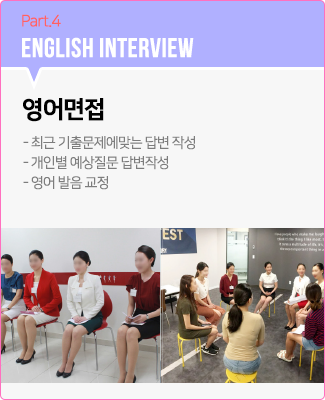 Part.4
ENGLISH INTERVIEW
영어면접
- 최근 기출문제에맞는 답변 작성
- 개인별 예상질문 답변작성
- 영어 발음 교정
EST